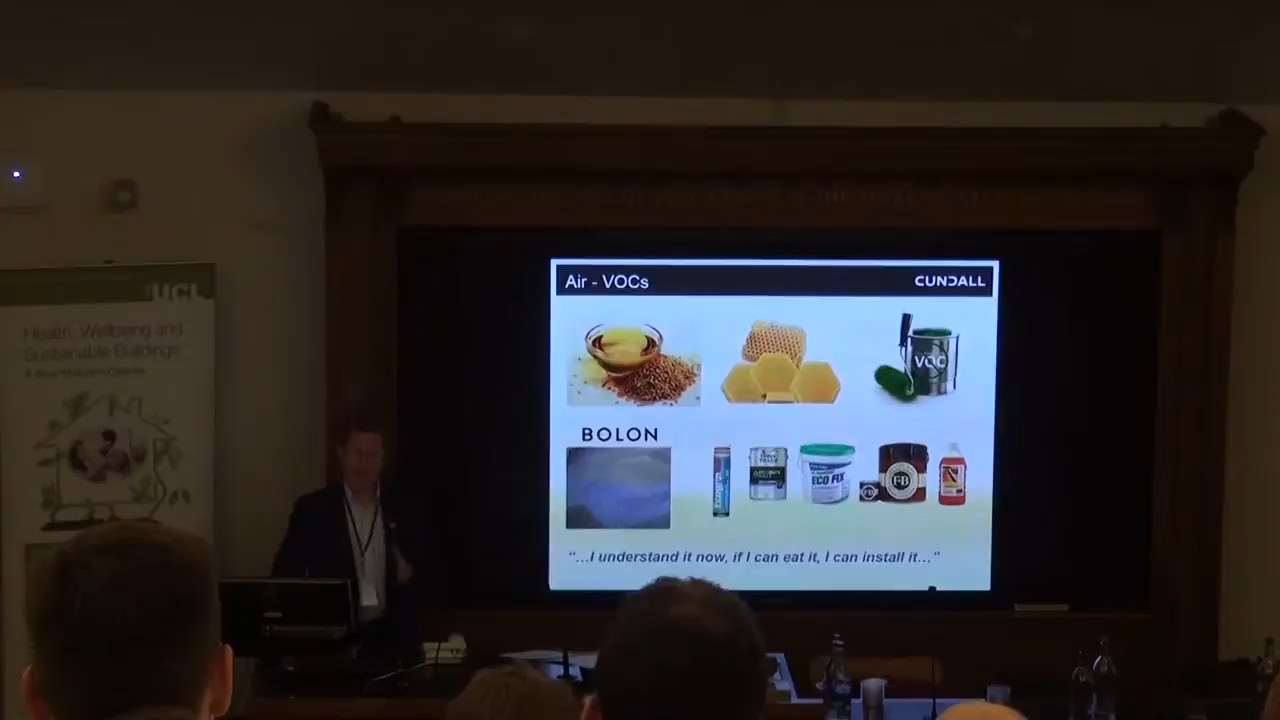 UCL
Health, Wellbeing and
Sustainable Buildings
Air - VOCs
CUNDALL
VOC
BOLON
ECO FIX
F&B
"...I understand it now, if I can eat it, I can install it..."